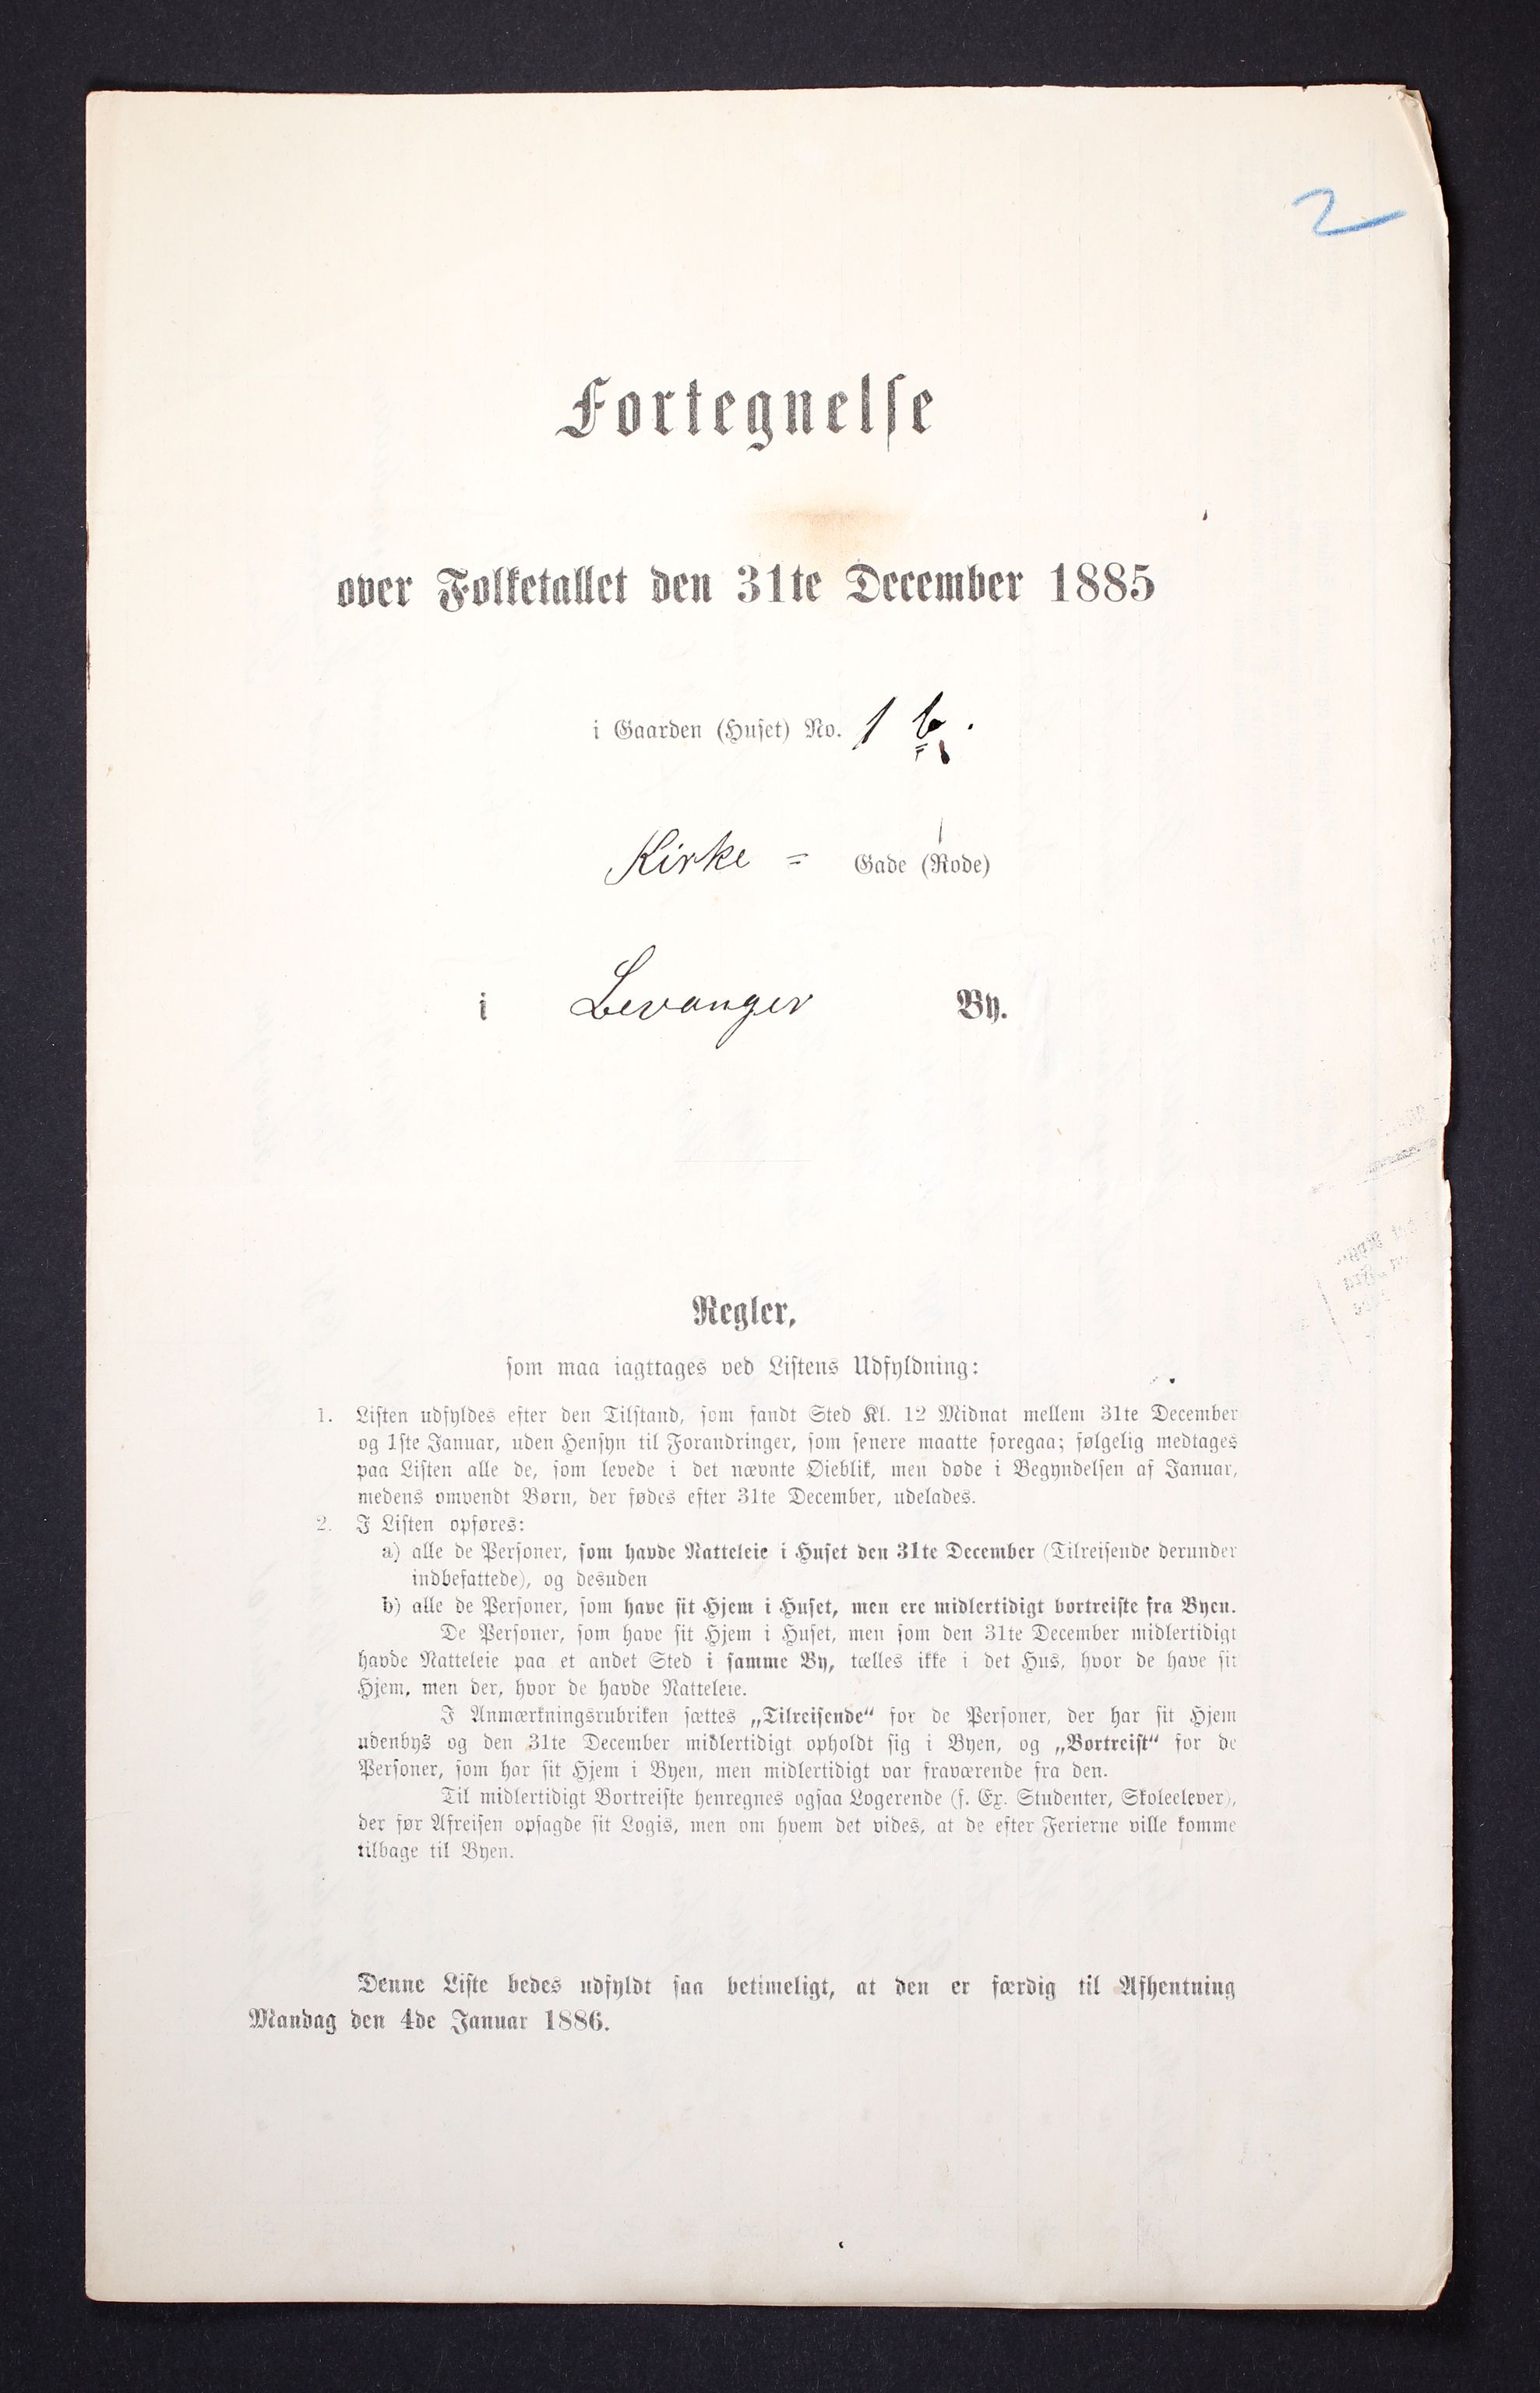 2
Fortegnelse
over Folketallet den 31te December 1885
i Gaarden (Huset) No. 1 b.
Kirke = Gade (Rode)
i Levanger By.
Regler,
som maa iagttages ved Listens Udfyldning:
1. Listen udfyldes efter den Tilstand, som fandt Sted Kl. 12 Midnat mellem 31te December
og 1ste Januar, uden Hensyn til Forandringer, som senere maatte foregaa; følgelig medtages
paa Listen alle de, som levede i det nævnte Øieblik, men døde i Begyndelsen af Januar,
medens omvendt Børn, der fødes efter 31te December, udelades.
2. I Listen opføres:
a) alle de Personer, som havde Natteleie i Huset den 31te December (Tilreisende derunder
indbefattede), og desuden
b) alle de Personer, som have sit Hjem i Huset, men ere midlertidigt bortreiste fra Byen.
De Personer, som have sit Hjem i Huset, men som den 31te December midlertidigt
havde Natteleie paa et andet Sted i samme By, tælles ikke i det Hus, hvor de have sit
Hjem, men der, hvor de havde Natteleie.
I Anmærkningsrubriken sættes „Tilreisende“ for de Personer, der har sit Hjem
udenbys og den 31te December midlertidigt opholdt sig i Byen, og „Bortreist“ for de
Personer, som har sit Hjem i Byen, men midlertidigt var fraværende fra den.
Til midlertidigt Bortreiste henregnes ogsaa Logerende (f. Ex. Studenter, Skoleelever),
der før Afreisen opsagde sit Logis, men om hvem det vides, at de efter Ferierne ville komme
tilbage til Byen.
Denne Liste bedes udfyldt saa betimeligt, at den er færdig til Afhentning
Mandag den 4de Januar 1886.